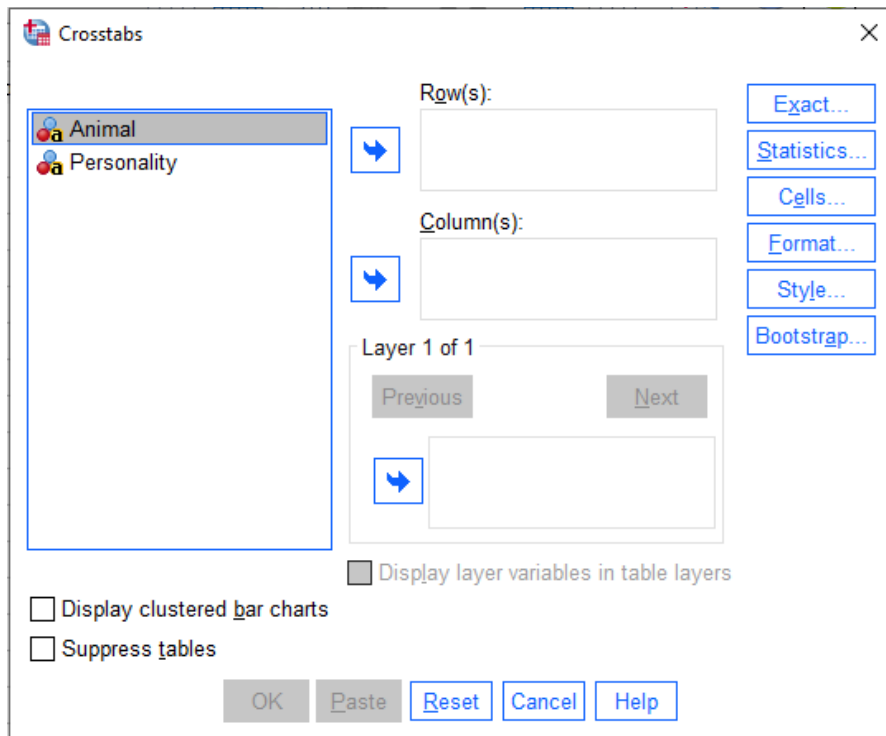 Crosstabs
Animal
Personality
Row(s):
Column(s):
Layer 1 of 1
Previous
Next
Display layer variables in table layers
Exact...
Statistics...
Cells...
Format...
Style...
Bootstrap...
Display clustered bar charts
Suppress tables
OK
Paste
Reset
Cancel
Help